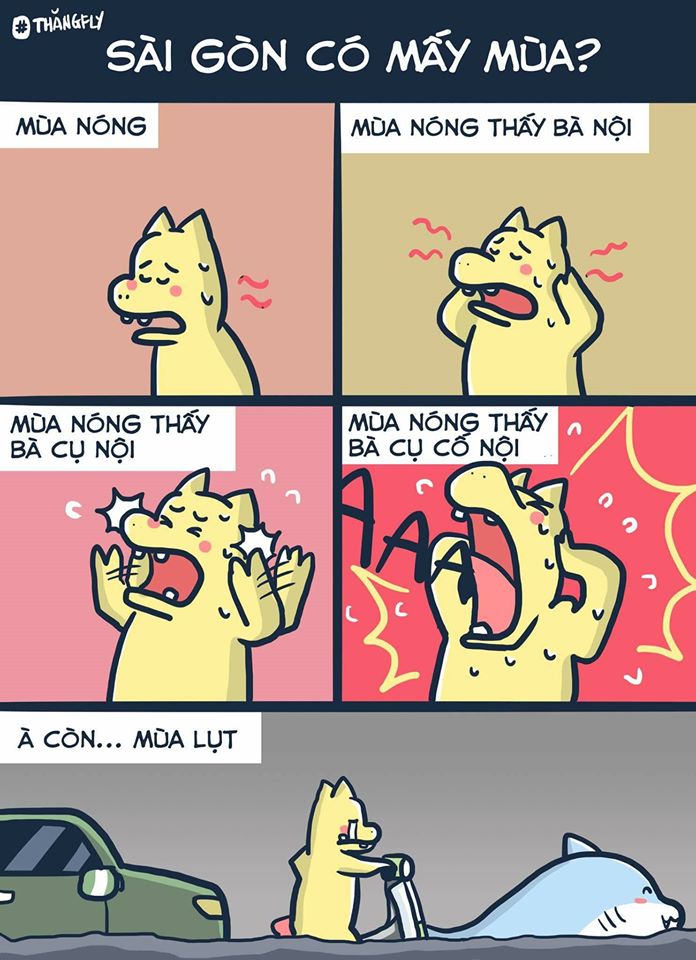 # THĂNGFLY
SÀI GÒN CÓ MẤY MÙA?
MÙA NÓNG
MÙA NÓNG THẤY BÀ NỘI
MÙA NÓNG THẤY
BÀ CỤ NỘI
MÙA NÓNG THẤY
BÀ CỤ CỐ NỘI
AAAA
À CÒN... MÙA LỤT